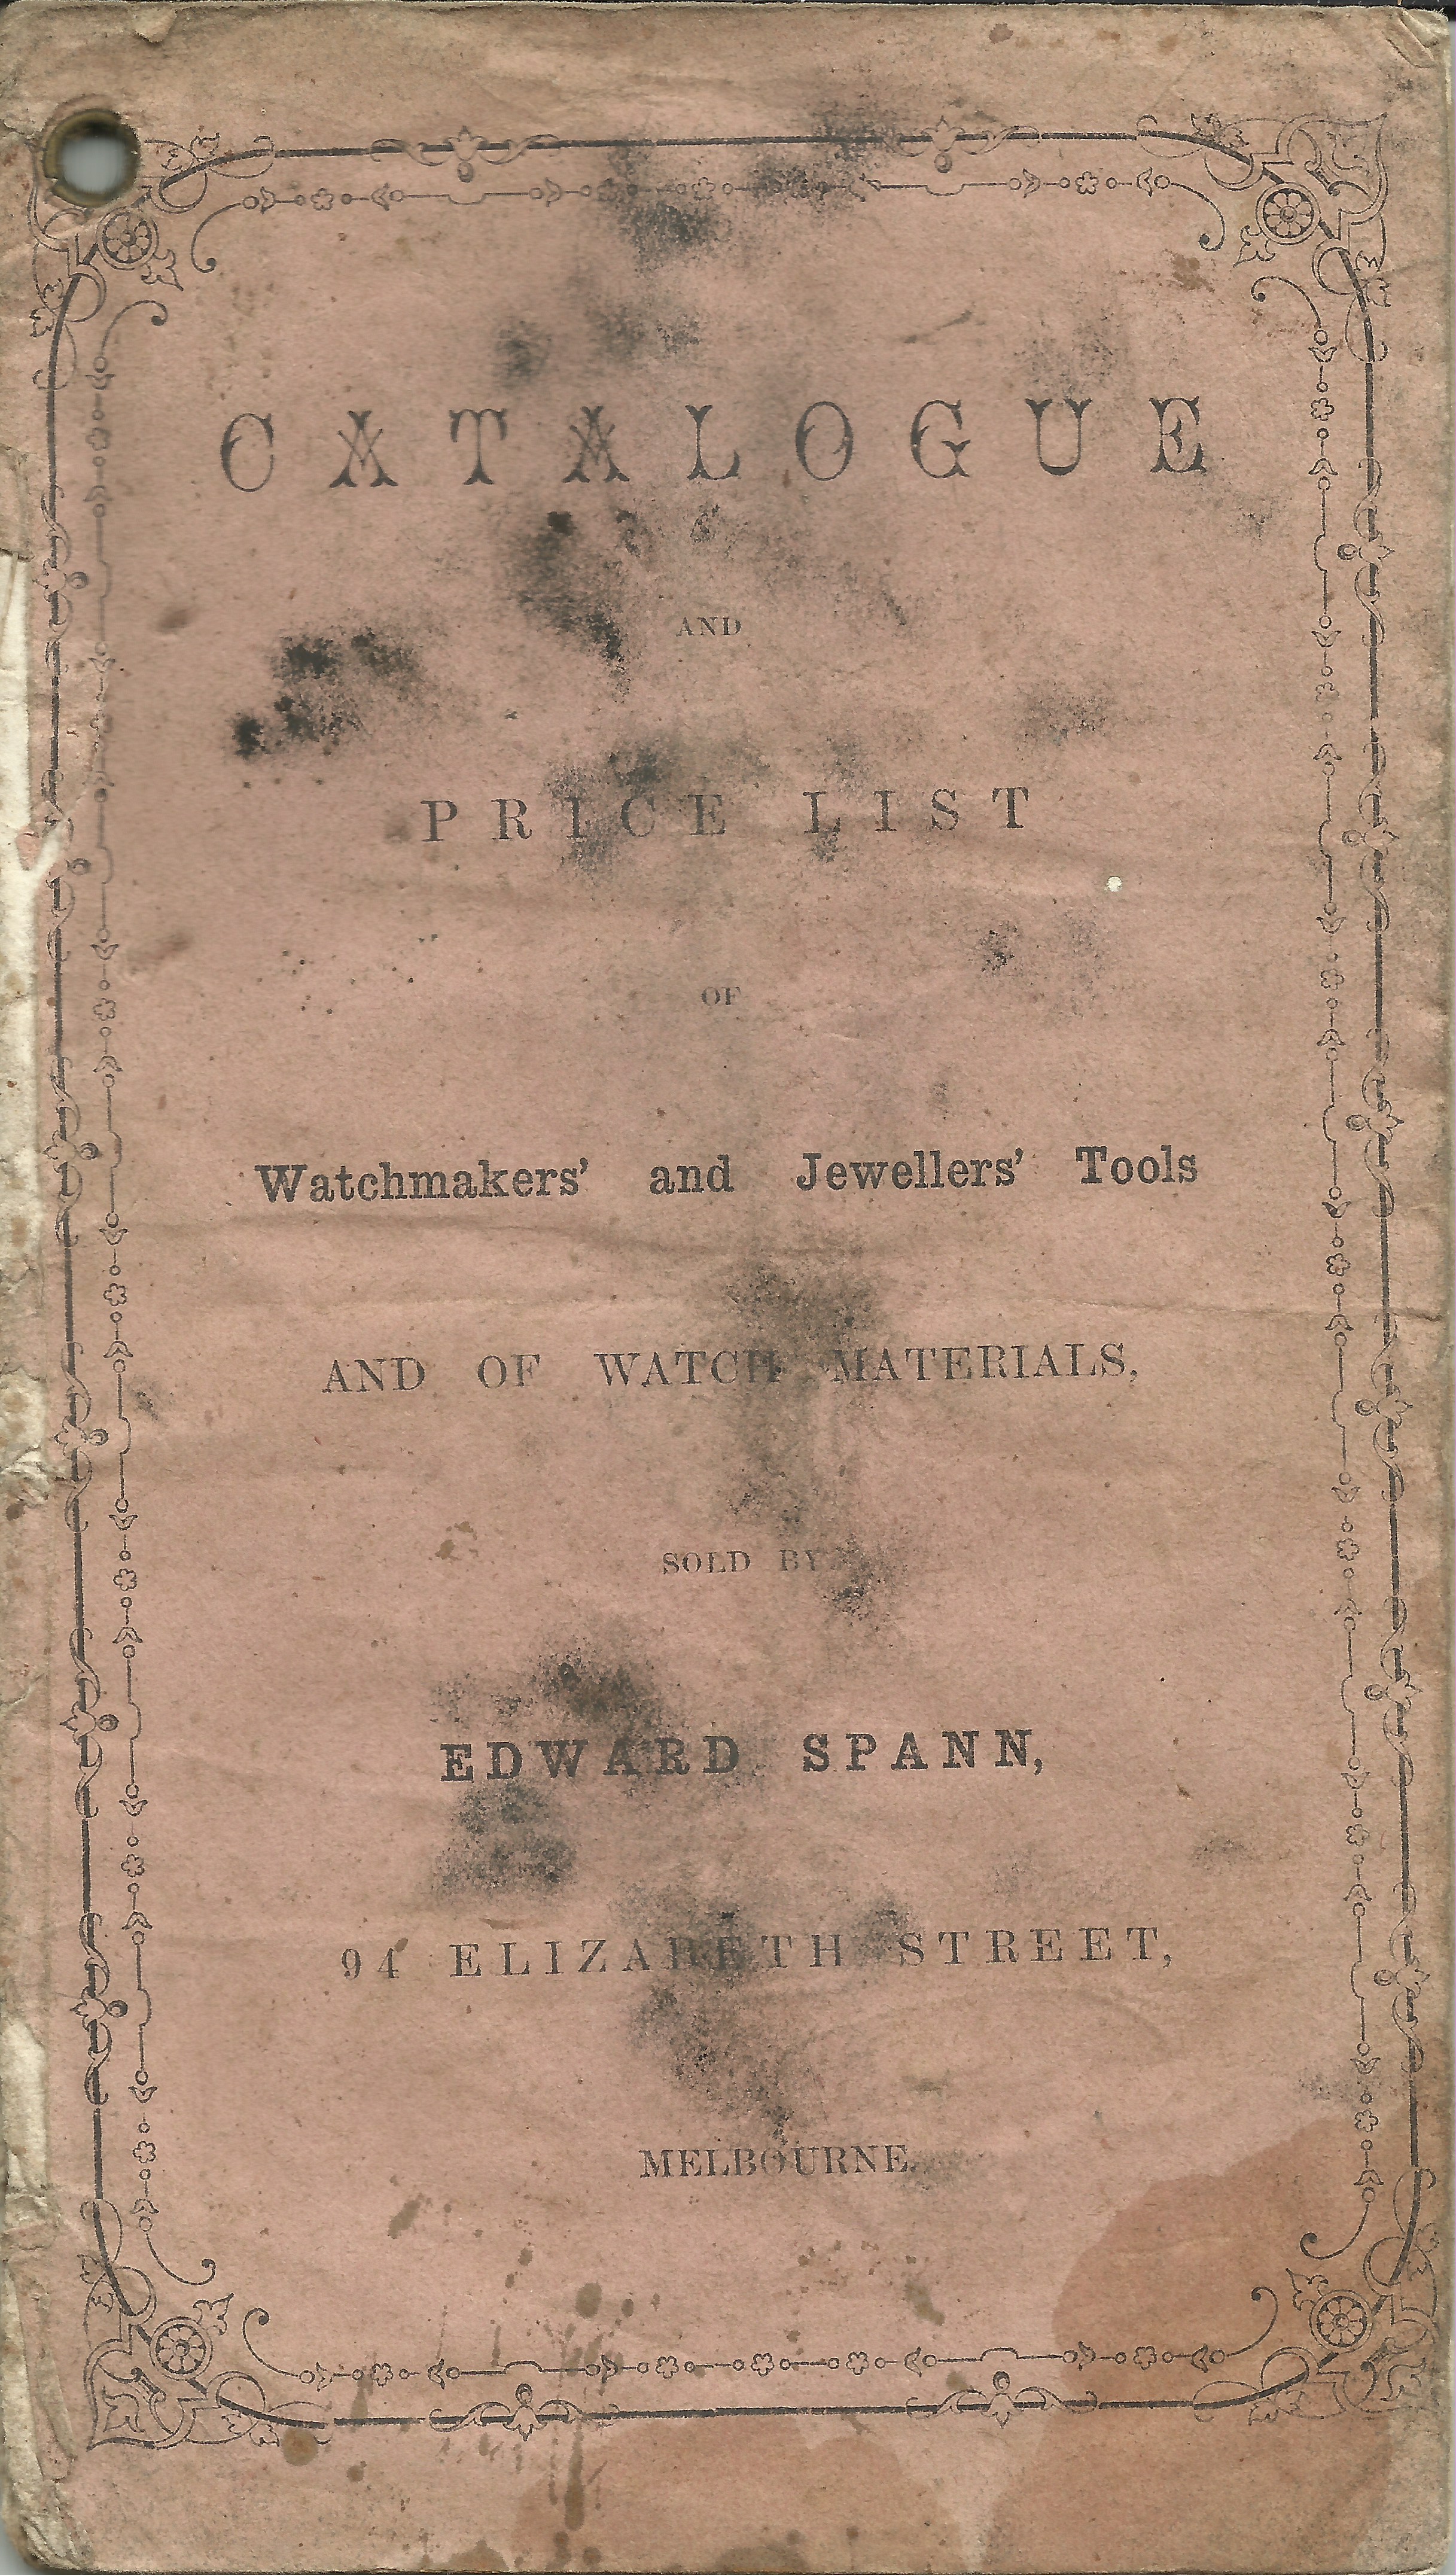 CATALOGUE
AND
PRICE LIST
OF
Watchmakers' and Jewellers' Tools
AND OF WATCH MATERIALS,
SOLD BY
EDWARD SPANN,
94 ELIZABETH STREET,
MELBOURNE.